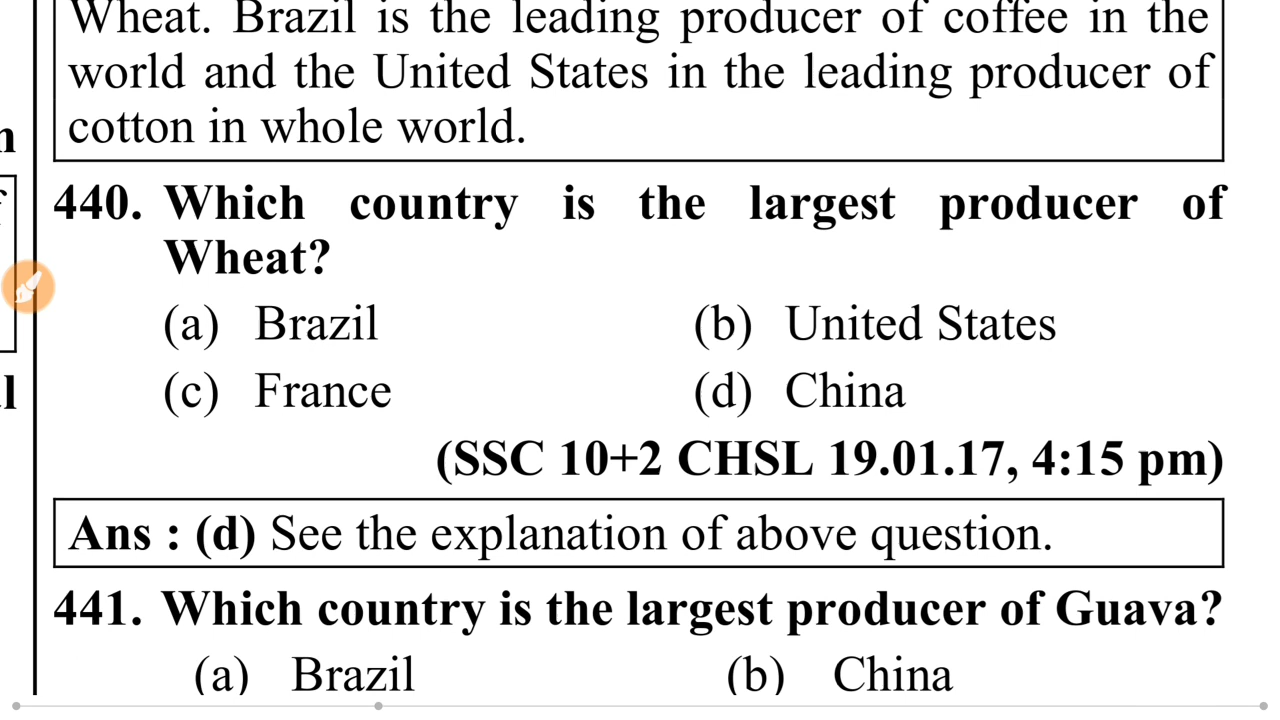 Wheat. Brazil is the leading producer of coffee in the
world and the United States in the leading producer of
cotton in whole world.
440. Which country is the largest producer of
Wheat?
(a) Brazil (b) United States
(c) France (d) China
(SSC 10+2 CHSL 19.01.17, 4:15 pm)
Ans : (d) See the explanation of above question.
441. Which country is the largest producer of Guava?
(a) Brazil (b) China